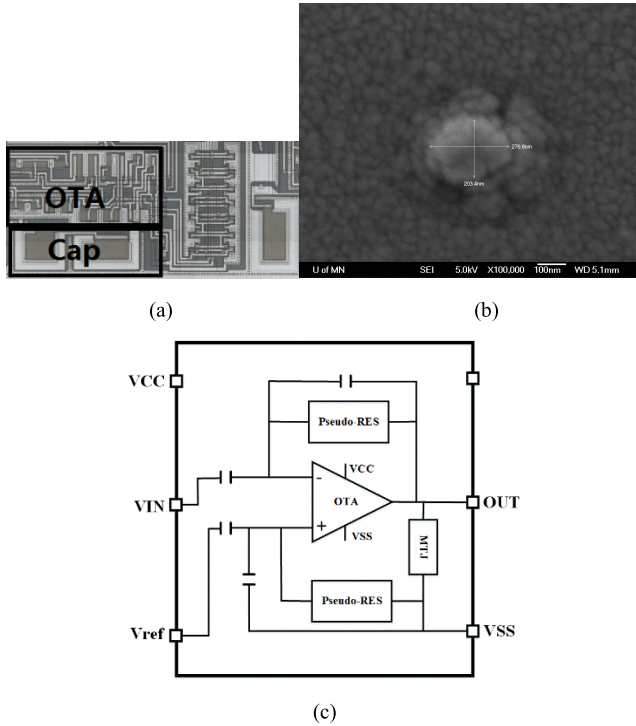 OTA
Cap
276.6nm
203.4nm
U of MN SEI 5.0kV X100,000 100nm WD 5.1mm
(a) (b)
VCC
Pseudo-RES
VCC
VIN - OTA OUT
+
VSS
MTJ
Pseudo-RES
Vref VSS
(c)